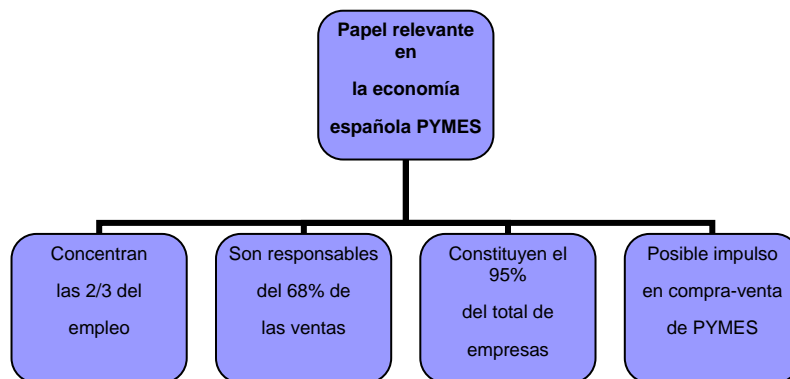 Papel relevante
en
la economía
española PYMES
Concentran
las 2/3 del
empleo
Son responsables
del 68% de
las ventas
Constituyen el
95%
del total de
empresas
Posible impulso
en compra-venta
de PYMES